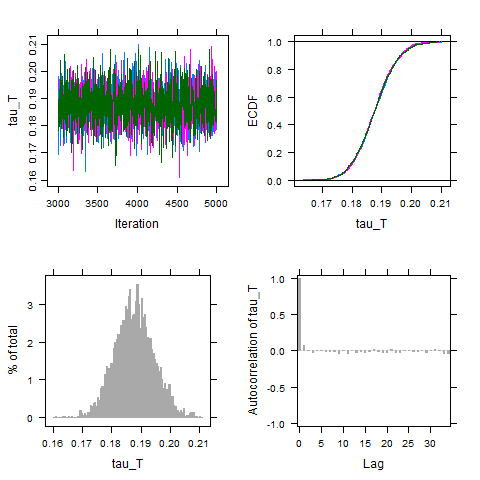 tau_T
0.16 0.17 0.18 0.19 0.20 0.21
3000 3500 4000 4500 5000
Iteration
ECDF
0.0 0.2 0.4 0.6 0.8 1.0
0.17 0.18 0.19 0.20 0.21
tau_T
% of total
0 1 2 3
0.16 0.17 0.18 0.19 0.20 0.21
tau_T
Autocorrelation of tau_T
-1.0 -0.5 0.0 0.5 1.0
0 5 10 15 20 25 30
Lag